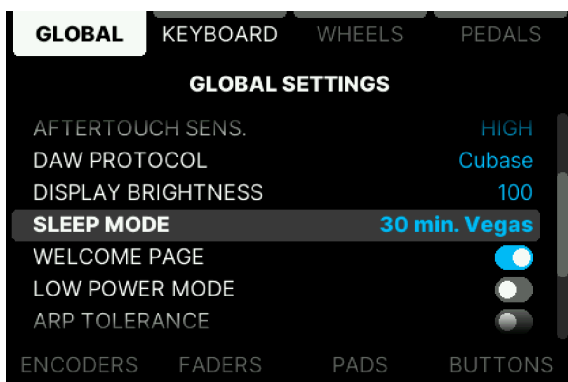 GLOBAL KEYBOARD WHEELS PEDALS
GLOBAL SETTINGS
AFTERTOUCH SENS. HIGH
DAW PROTOCOL Cubase
DISPLAY BRIGHTNESS 100
SLEEP MODE 30 min. Vegas
WELCOME PAGE
LOW POWER MODE
ARP TOLERANCE
ENCODERS FADERS PADS BUTTONS